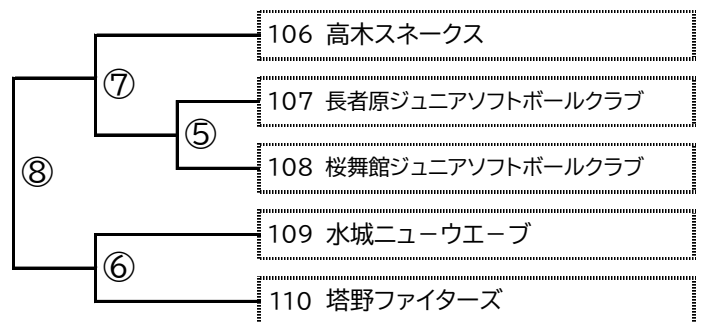 106 高木スネークス
⑦
107 長者原ジュニアソフトボールクラブ
⑤
108 桜舞館ジュニアソフトボールクラブ
⑧
109 水城ニューウエーブ
⑥
110 塔野ファイターズ